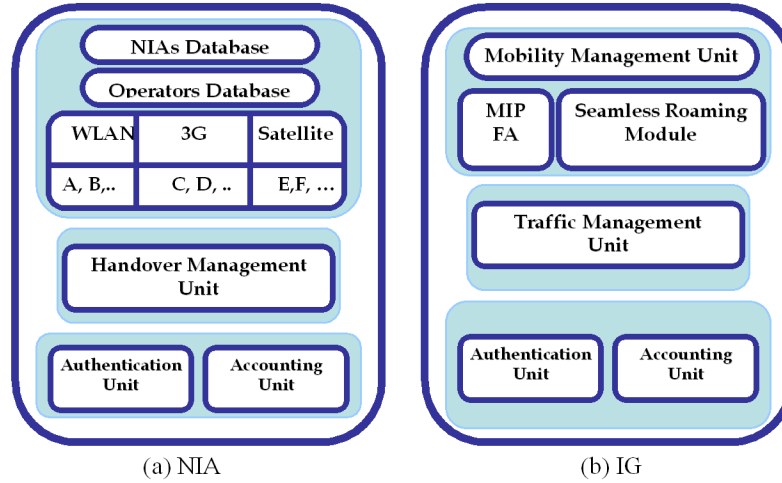 NIAs Database
Operators Database
WLAN 3G Satellite
A, B,.. C, D, .. E,F, ...
Handover Management
Unit
Authentication
Unit
Accounting
Unit
(a) NIA
Mobility Management Unit
MIP
FA
Seamless Roaming
Module
Traffic Management
Unit
Authentication
Unit
Accounting
Unit
(b) IG